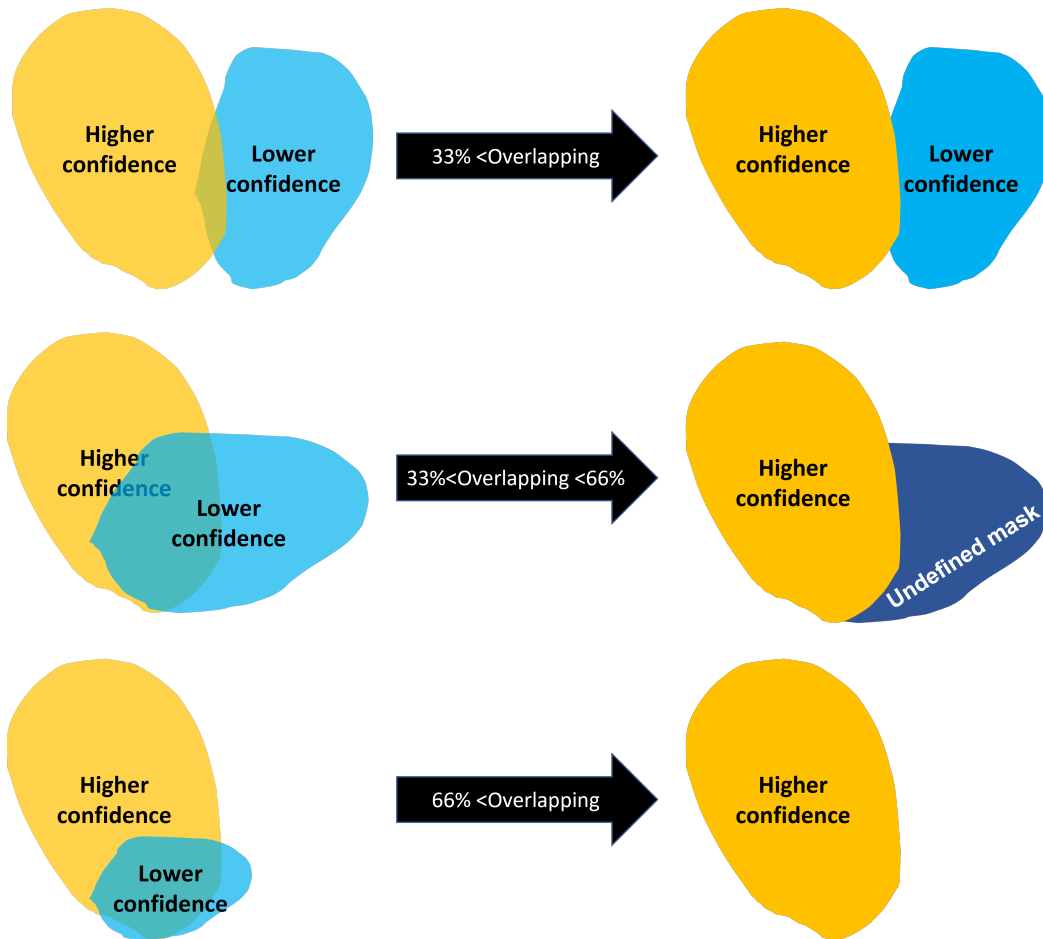 Higher
confidence
Lower
confidence
33% <Overlapping
Higher
confidence
Lower
confidence
Higher
confidence
Lower
confidence
33%<Overlapping <66%
Higher
confidence
Undefined mask
Higher
confidence
Lower
confidence
66% <Overlapping
Higher
confidence